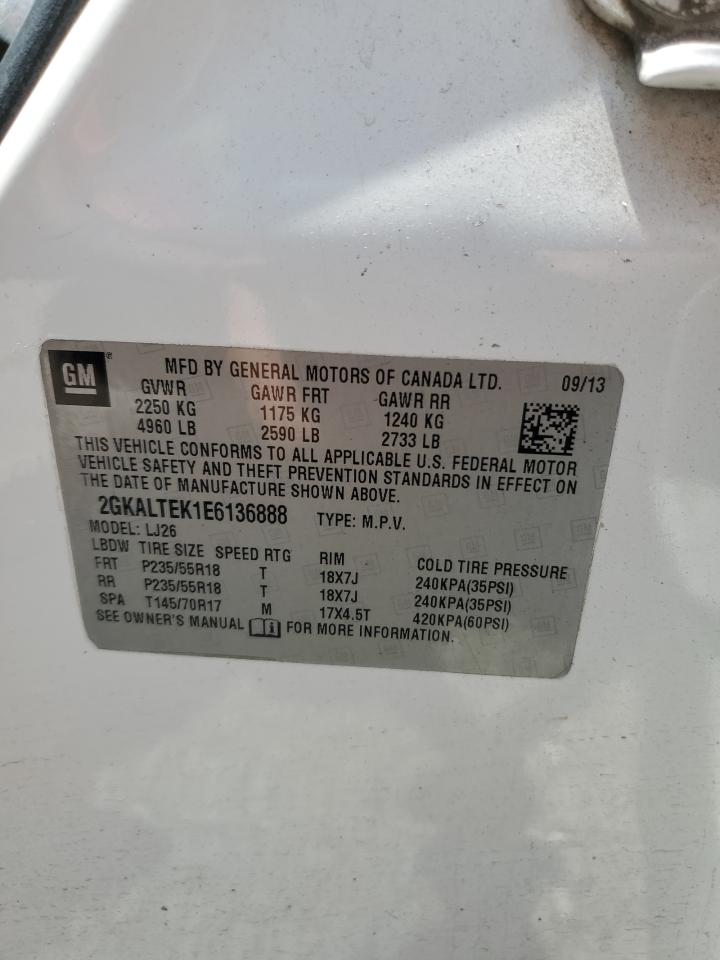 GM MFD BY GENERAL MOTORS OF CANADA LTD. 09/13
GVWR GAWR FRT GAWR RR
2250 KG 1175 KG 1240 KG
4960 LB 2590 LB 2733 LB
THIS VEHICLE CONFORMS TO ALL APPLICABLE U.S. FEDERAL MOTOR
VEHICLE SAFETY AND THEFT PREVENTION STANDARDS IN EFFECT ON
THE DATE OF MANUFACTURE SHOWN ABOVE.
2GKALTEK1E6136888 TYPE: M.P.V.
MODEL: LJ26
LBDW TIRE SIZE SPEED RTG RIM COLD TIRE PRESSURE
FRT P235/55R18 T 18X7J 240KPA(35PSI)
RR P235/55R18 T 18X7J 240KPA(35PSI)
SPA T145/70R17 M 17X4.5T 420KPA(60PSI)
SEE OWNER'S MANUAL FOR MORE INFORMATION.